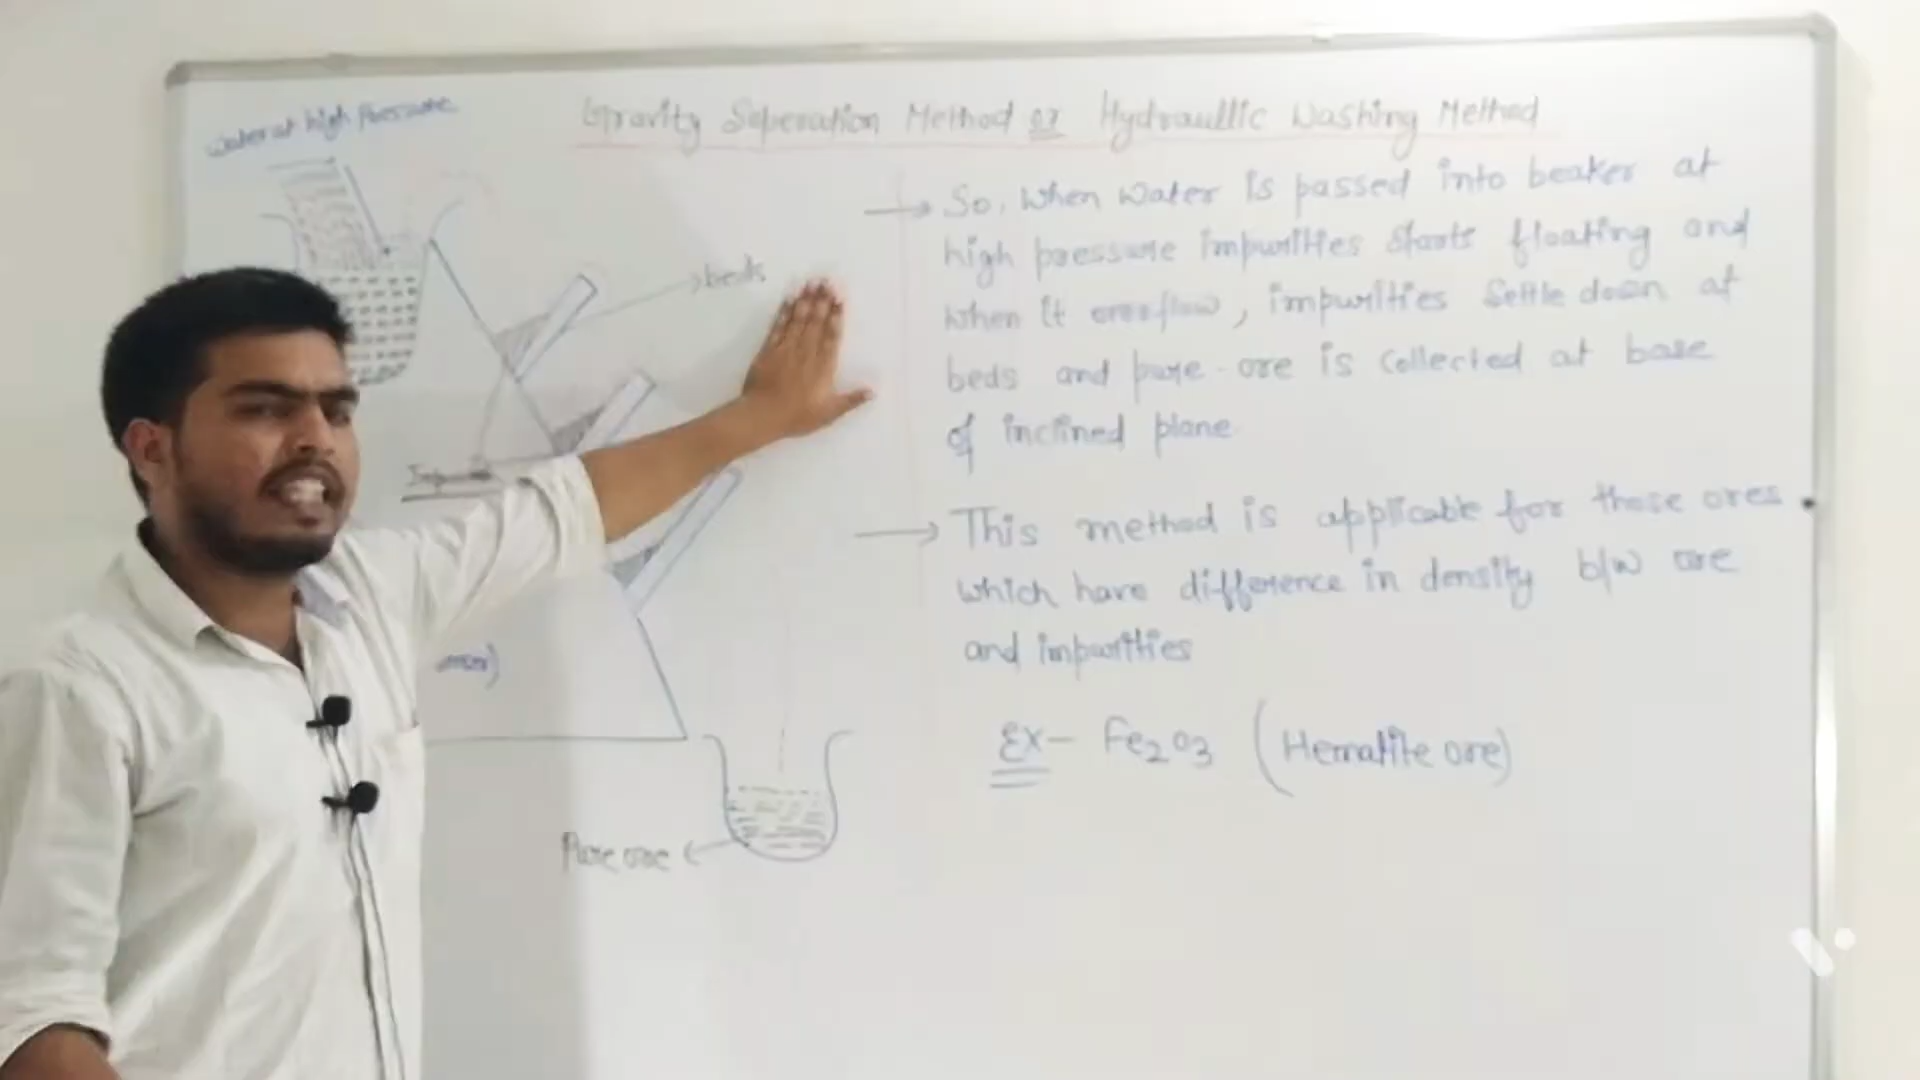 Gravity Seperation Method or Hydraullic Washing Method
water at high Pressure
beds
Pure ore
So, When Water is passed into beaker at
high pressure impurities starts floating and
when it overflow, impurities settle down at
beds and pure-ore is collected at base
of inclined plane
This method is applicable for those ores
which have difference in density b/w ore
and impurities
Ex- Fe2O3 (Hematite ore)